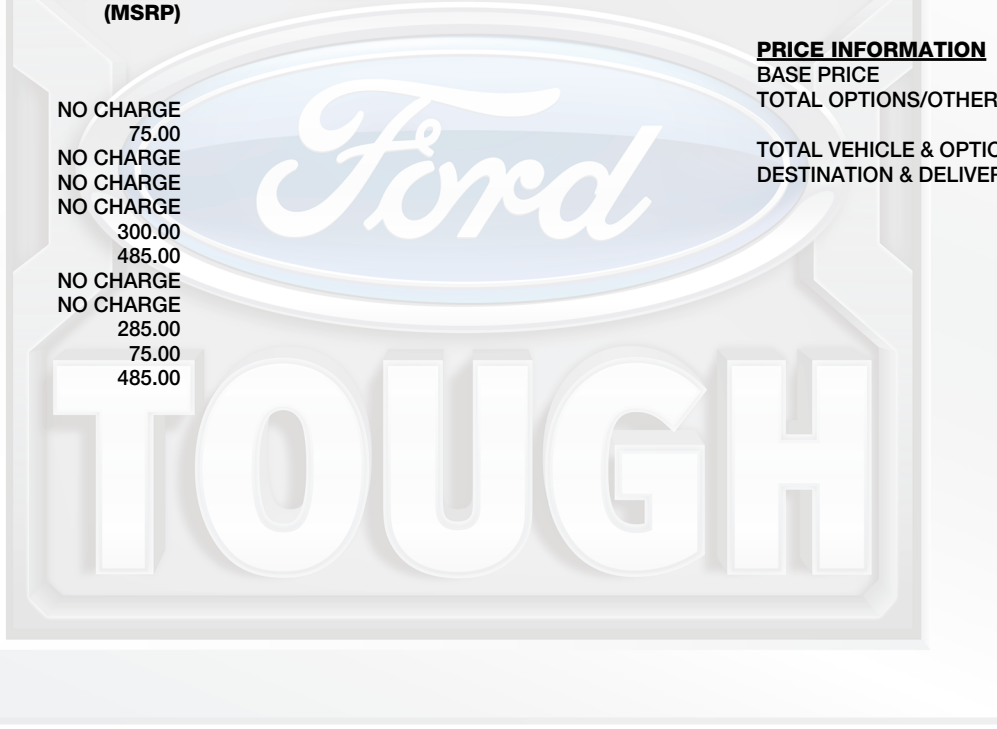 (MSRP)
NO CHARGE
75.00
NO CHARGE
NO CHARGE
NO CHARGE
300.00
485.00
NO CHARGE
NO CHARGE
285.00
75.00
485.00
PRICE INFORMATION
BASE PRICE
TOTAL OPTIONS/OTHER
TOTAL VEHICLE & OPTIO
DESTINATION & DELIVER
Ford
TOUGH